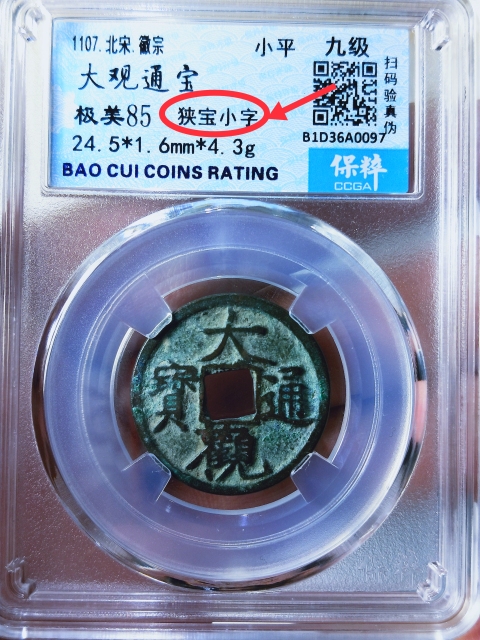 1107.北宋.徽宗 小平 九级
大观通宝
极美85 狭宝小字
24.5*1.6mm*4.3g
BAO CUI COINS RATING
扫码验真伪
B1D36A0097
保粹
CCGA
大觀通寶